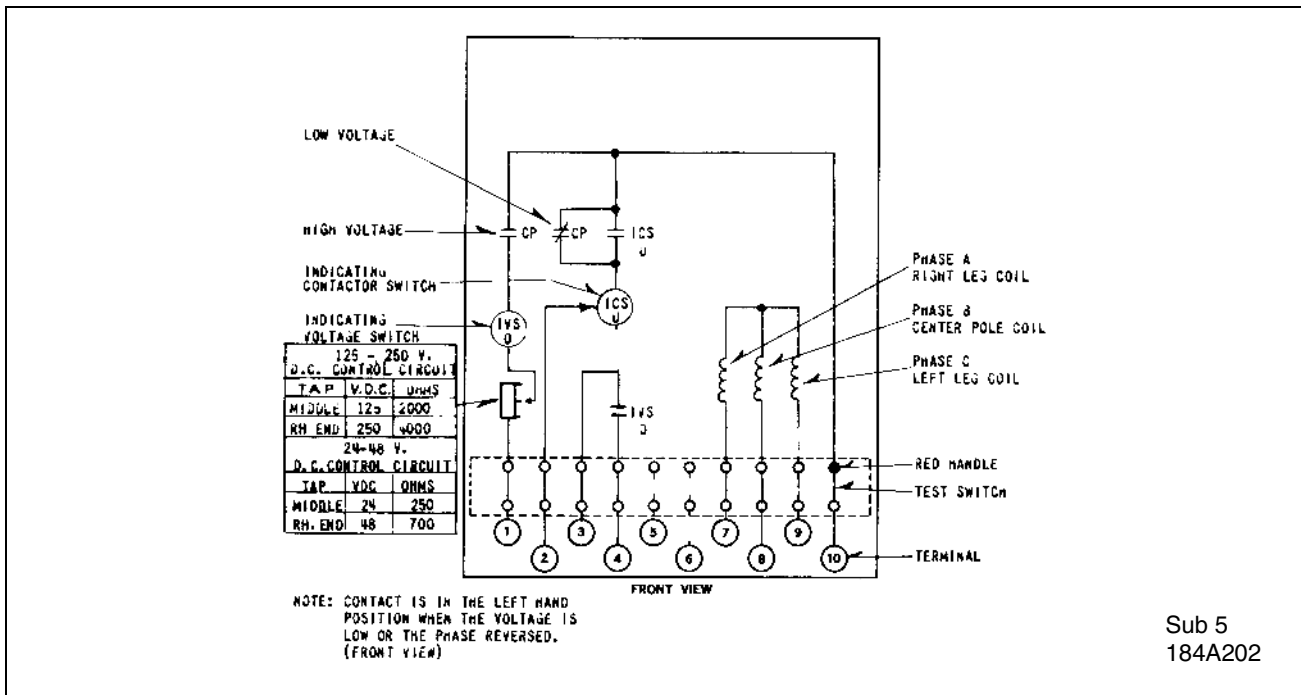 LOW VOLTAGE
HIGH VOLTAGE
CP
CP
ICS
U
INDICATING
CONTACTOR SWITCH
ICS
U
INDICATING
VOLTAGE SWITCH
IVS
O
PHASE A
RIGHT LEG COIL
PHASE B
CENTER POLE COIL
PHASE C
LEFT LEG COIL
125 - 250 V.
D.C. CONTROL CIRCUIT
TAP V.D.C. OHMS
MIDDLE 125 2000
RH END 250 4000
24-48 V.
D.C. CONTROL CIRCUIT
TAP VDC OHMS
MIDDLE 24 250
RH. END 48 700
IVS
O
RED HANDLE
TEST SWITCH
1 3 5 7 9
2 4 6 8 10
TERMINAL
FRONT VIEW
NOTE: CONTACT IS IN THE LEFT HAND
POSITION WHEN THE VOLTAGE IS
LOW OR THE PHASE REVERSED.
(FRONT VIEW)
Sub 5
184A202